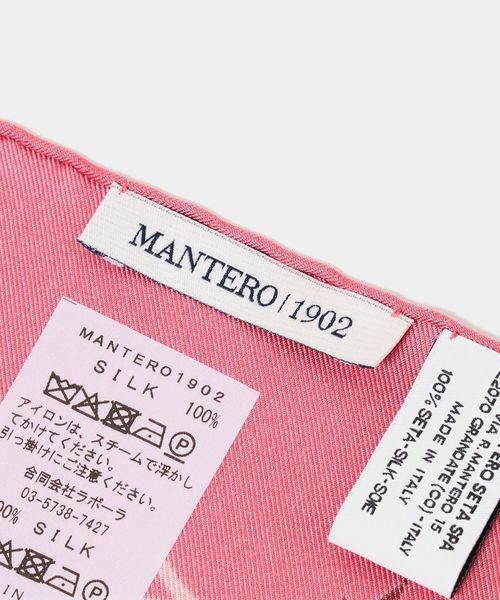 MANTERO/1902
MANTERO1902
SILK 100%
アイロンは、スチームで浮かし
てかけてください。
引っ掛けにご注意ください。
合同会社ラボーラ
03-5738-7427
00% SILK
MANTERO SETA SPA
VIA R. MANTERO 15
22070 GRANDATE (CO) - ITALY
MADE IN ITALY
100% SETA-SILK-SOIE